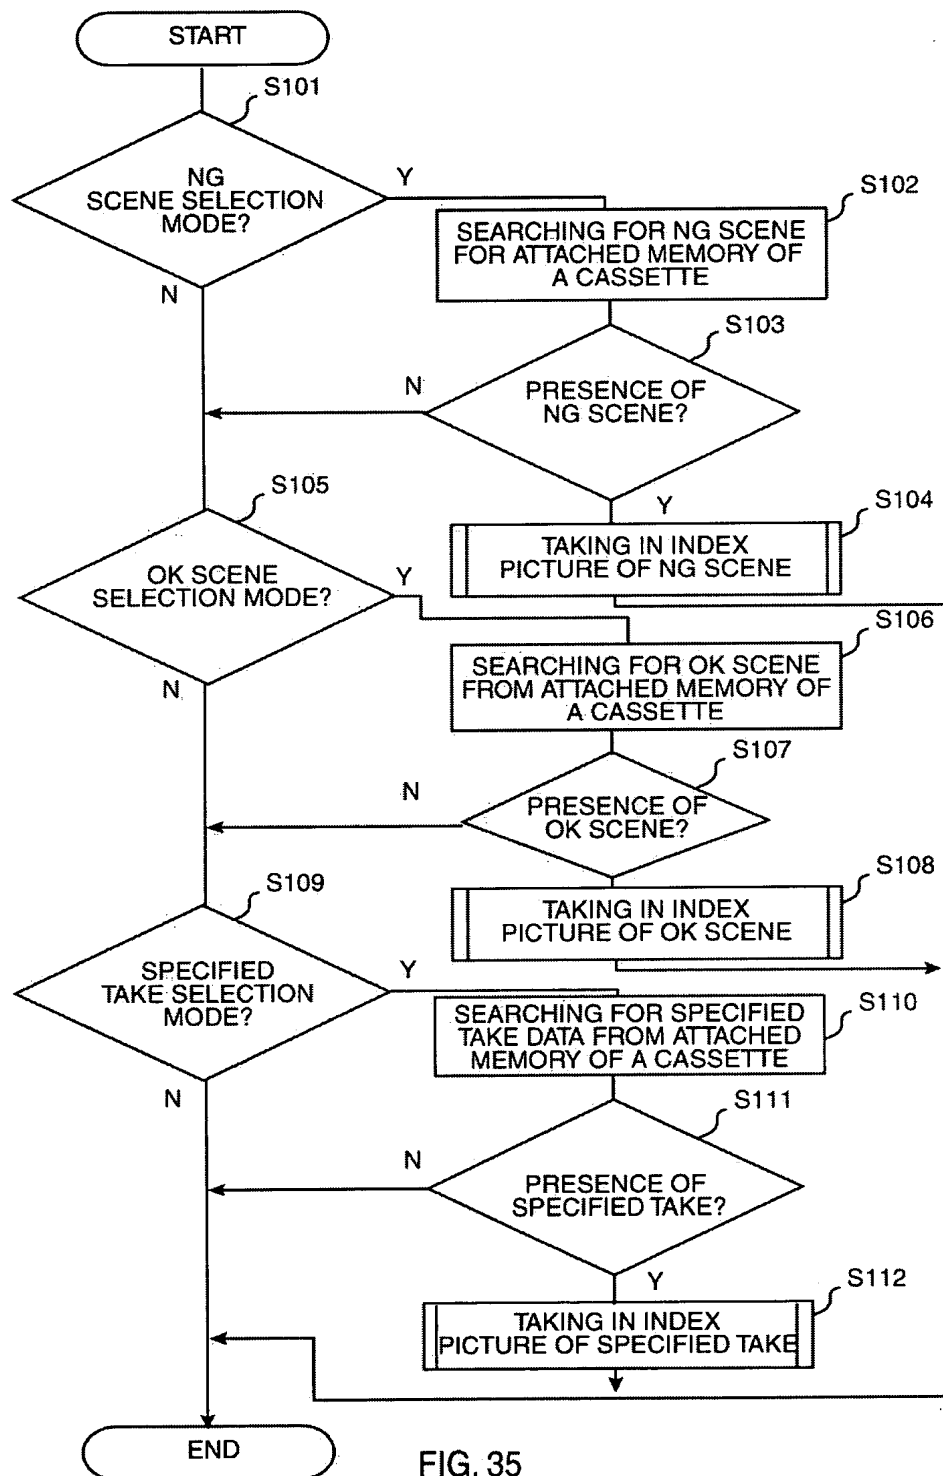 START
S101
NG
SCENE SELECTION
MODE?
Y
N
S102
SEARCHING FOR NG SCENE
FOR ATTACHED MEMORY OF
A CASSETTE
S103
PRESENCE OF
NG SCENE?
N
Y
S104
TAKING IN INDEX
PICTURE OF NG SCENE
S105
OK SCENE
SELECTION MODE?
Y
N
S106
SEARCHING FOR OK SCENE
FROM ATTACHED MEMORY OF
A CASSETTE
S107
PRESENCE OF
OK SCENE?
N
S108
TAKING IN INDEX
PICTURE OF OK SCENE
S109
SPECIFIED
TAKE SELECTION
MODE?
Y
N
S110
SEARCHING FOR SPECIFIED
TAKE DATA FROM ATTACHED
MEMORY OF A CASSETTE
S111
PRESENCE OF
SPECIFIED TAKE?
N
Y
S112
TAKING IN INDEX
PICTURE OF SPECIFIED TAKE
END
FIG. 35